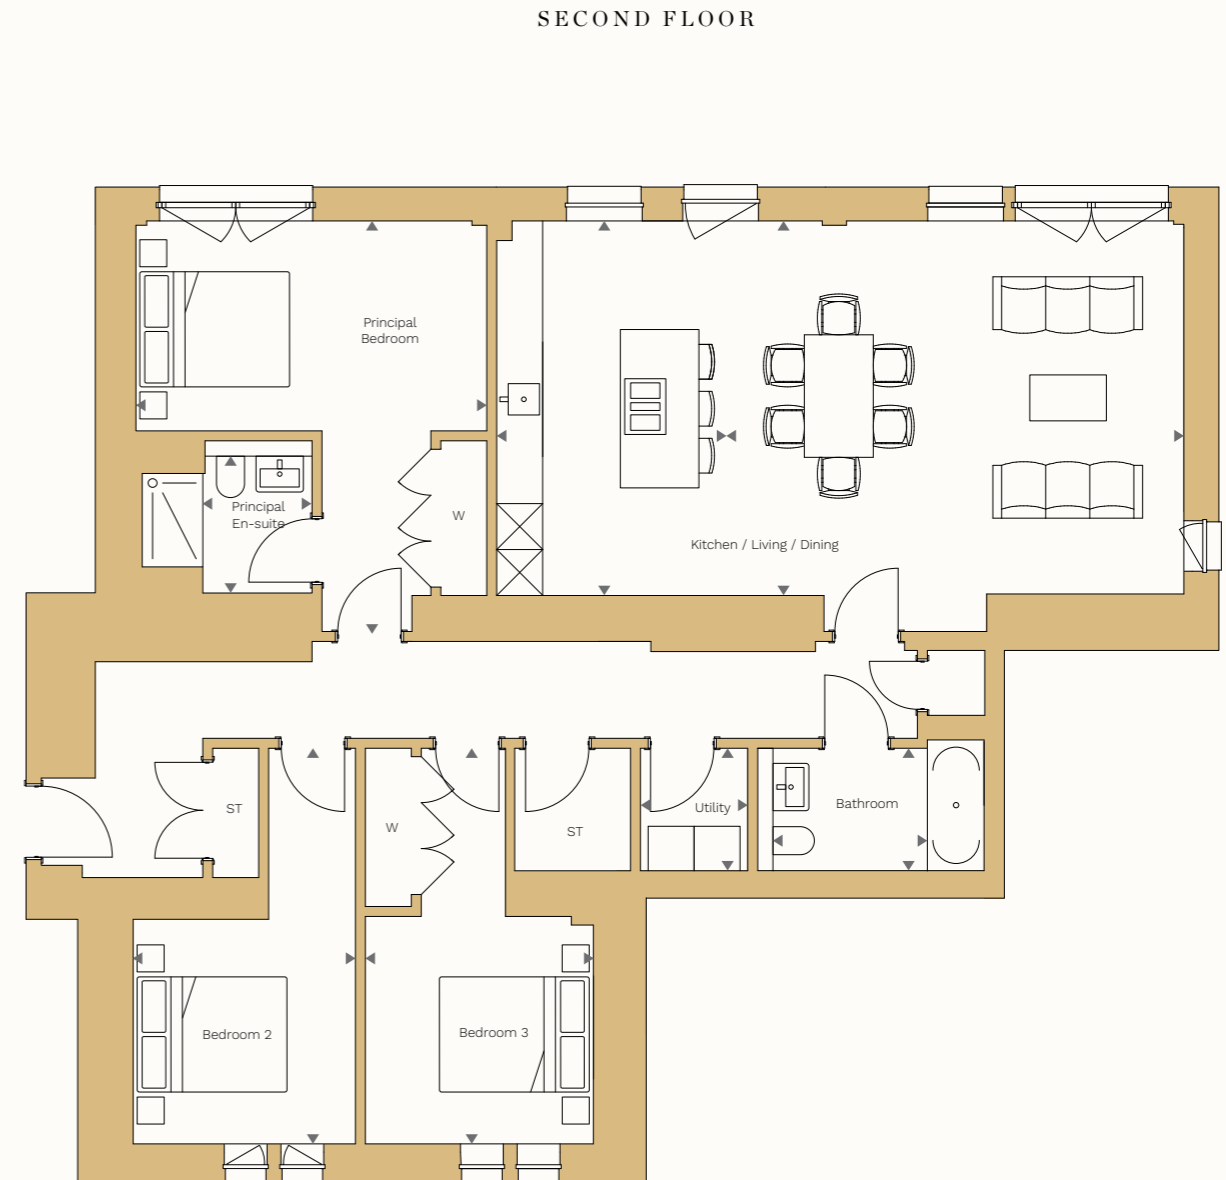 SECOND FLOOR
Principal
Bedroom
Principal
En-suite
W
Kitchen / Living / Dining
ST
W
ST
Utility
Bathroom
Bedroom 2
Bedroom 3